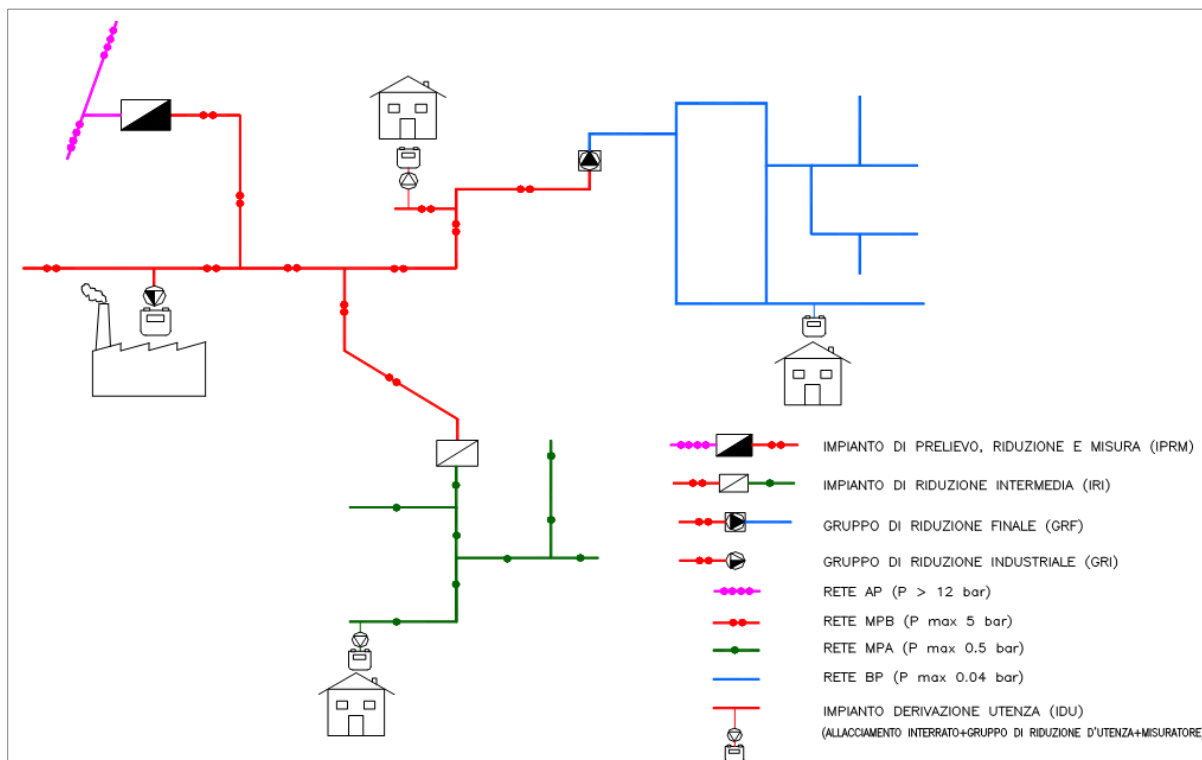 IMPIANTO DI PRELIEVO, RIDUZIONE E MISURA (IPRM)
IMPIANTO DI RIDUZIONE INTERMEDIA (IRI)
GRUPPO DI RIDUZIONE FINALE (GRF)
GRUPPO DI RIDUZIONE INDUSTRIALE (GRI)
RETE AP (P > 12 bar)
RETE MPB (P max 5 bar)
RETE MPA (P max 0.5 bar)
RETE BP (P max 0.04 bar)
IMPIANTO DERIVAZIONE UTENZA (IDU)
(ALLACCIAMENTO INTERRATO+GRUPPO DI RIDUZIONE D'UTENZA+MISURATORE)